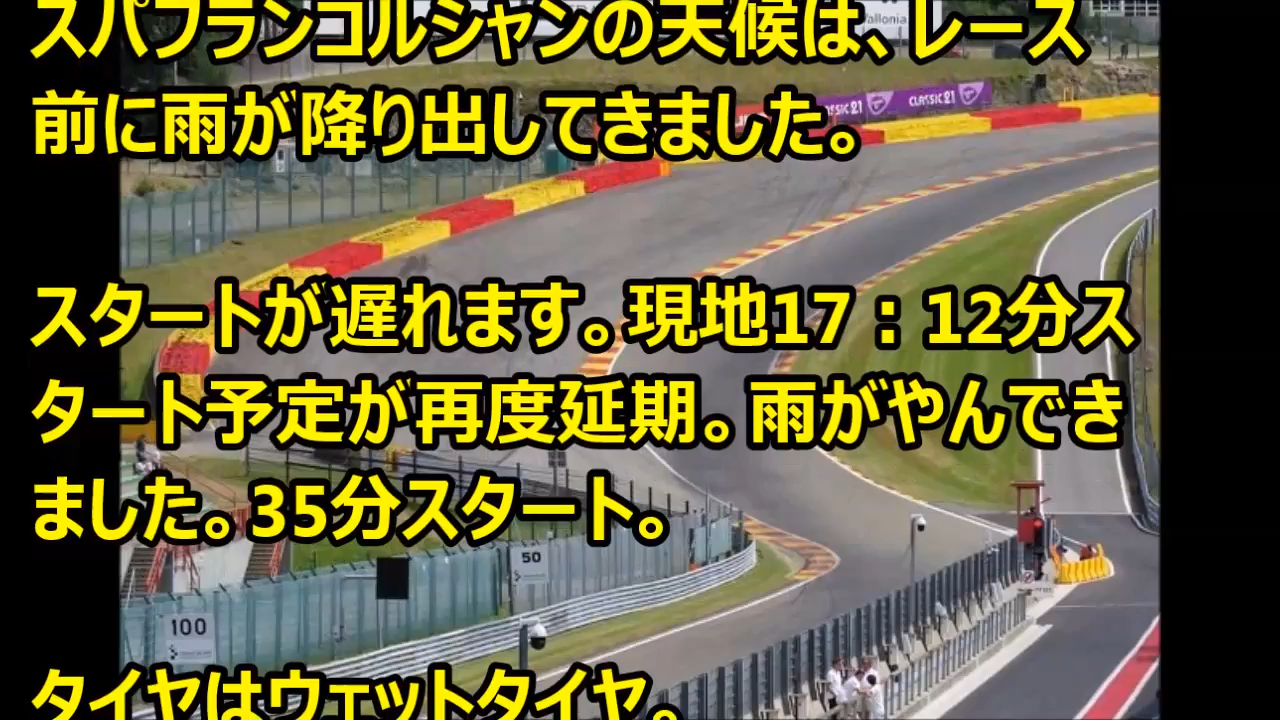 スパフランコルシャンの天候は、レース
前に雨が降り出してきました。
スタートが遅れます。現地17：12分ス
タート予定が再度延期。雨がやんでき
ました。35分スタート。
タイヤはウェットタイヤ。
CLASSIC 21
CLASSIC 21
50
100